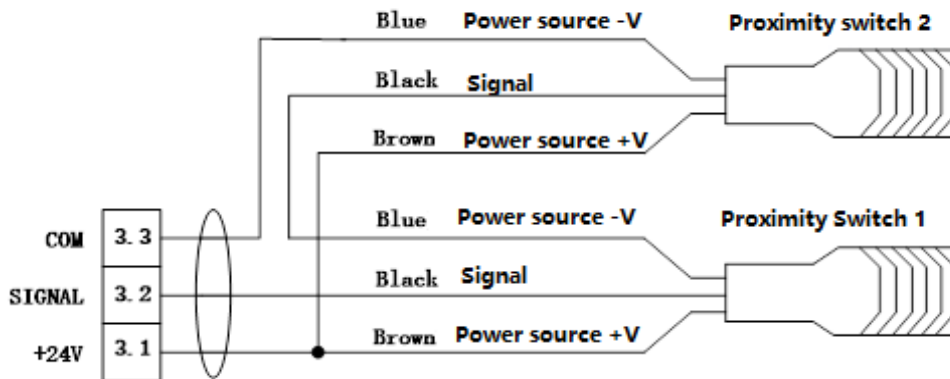 Blue Power source -V Proximity switch 2
Black Signal
Brown Power source +V
Blue Power source -V Proximity Switch 1
COM 3.3
Black Signal
SIGNAL 3.2
Brown Power source +V
+24V 3.1